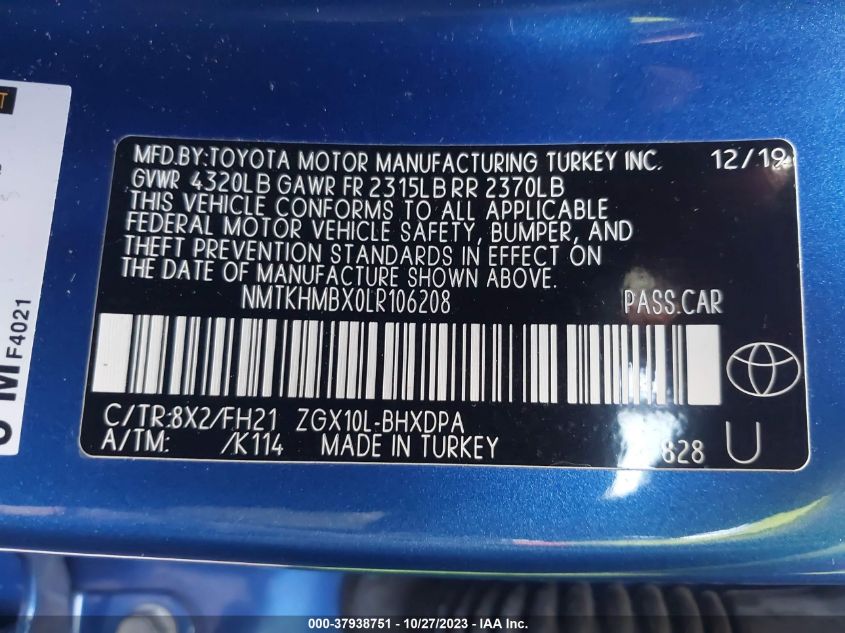 MFD.BY:TOYOTA MOTOR MANUFACTURING TURKEY INC. 12/19
GVWR 4320LB GAWR FR 2315LB RR 2370LB
THIS VEHICLE CONFORMS TO ALL APPLICABLE
FEDERAL MOTOR VEHICLE SAFETY, BUMPER, AND
THEFT PREVENTION STANDARDS IN EFFECT ON
THE DATE OF MANUFACTURE SHOWN ABOVE.
NMTKHMBX0LR106208 PASS.CAR
C/TR:8X2/FH21 ZGX10L-BHXDPA
A/TM: /K114 MADE IN TURKEY 828 U
F4021
000-37938751 - 10/27/2023 - IAA Inc.